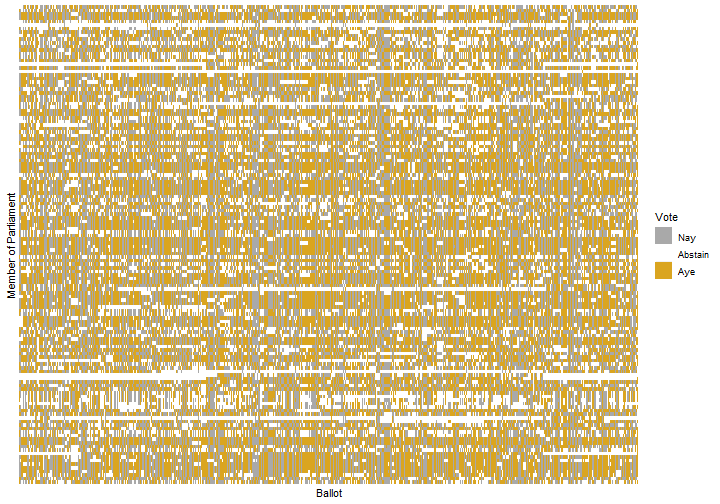 Member of Parliament
Ballot
Vote
Nay
Abstain
Aye